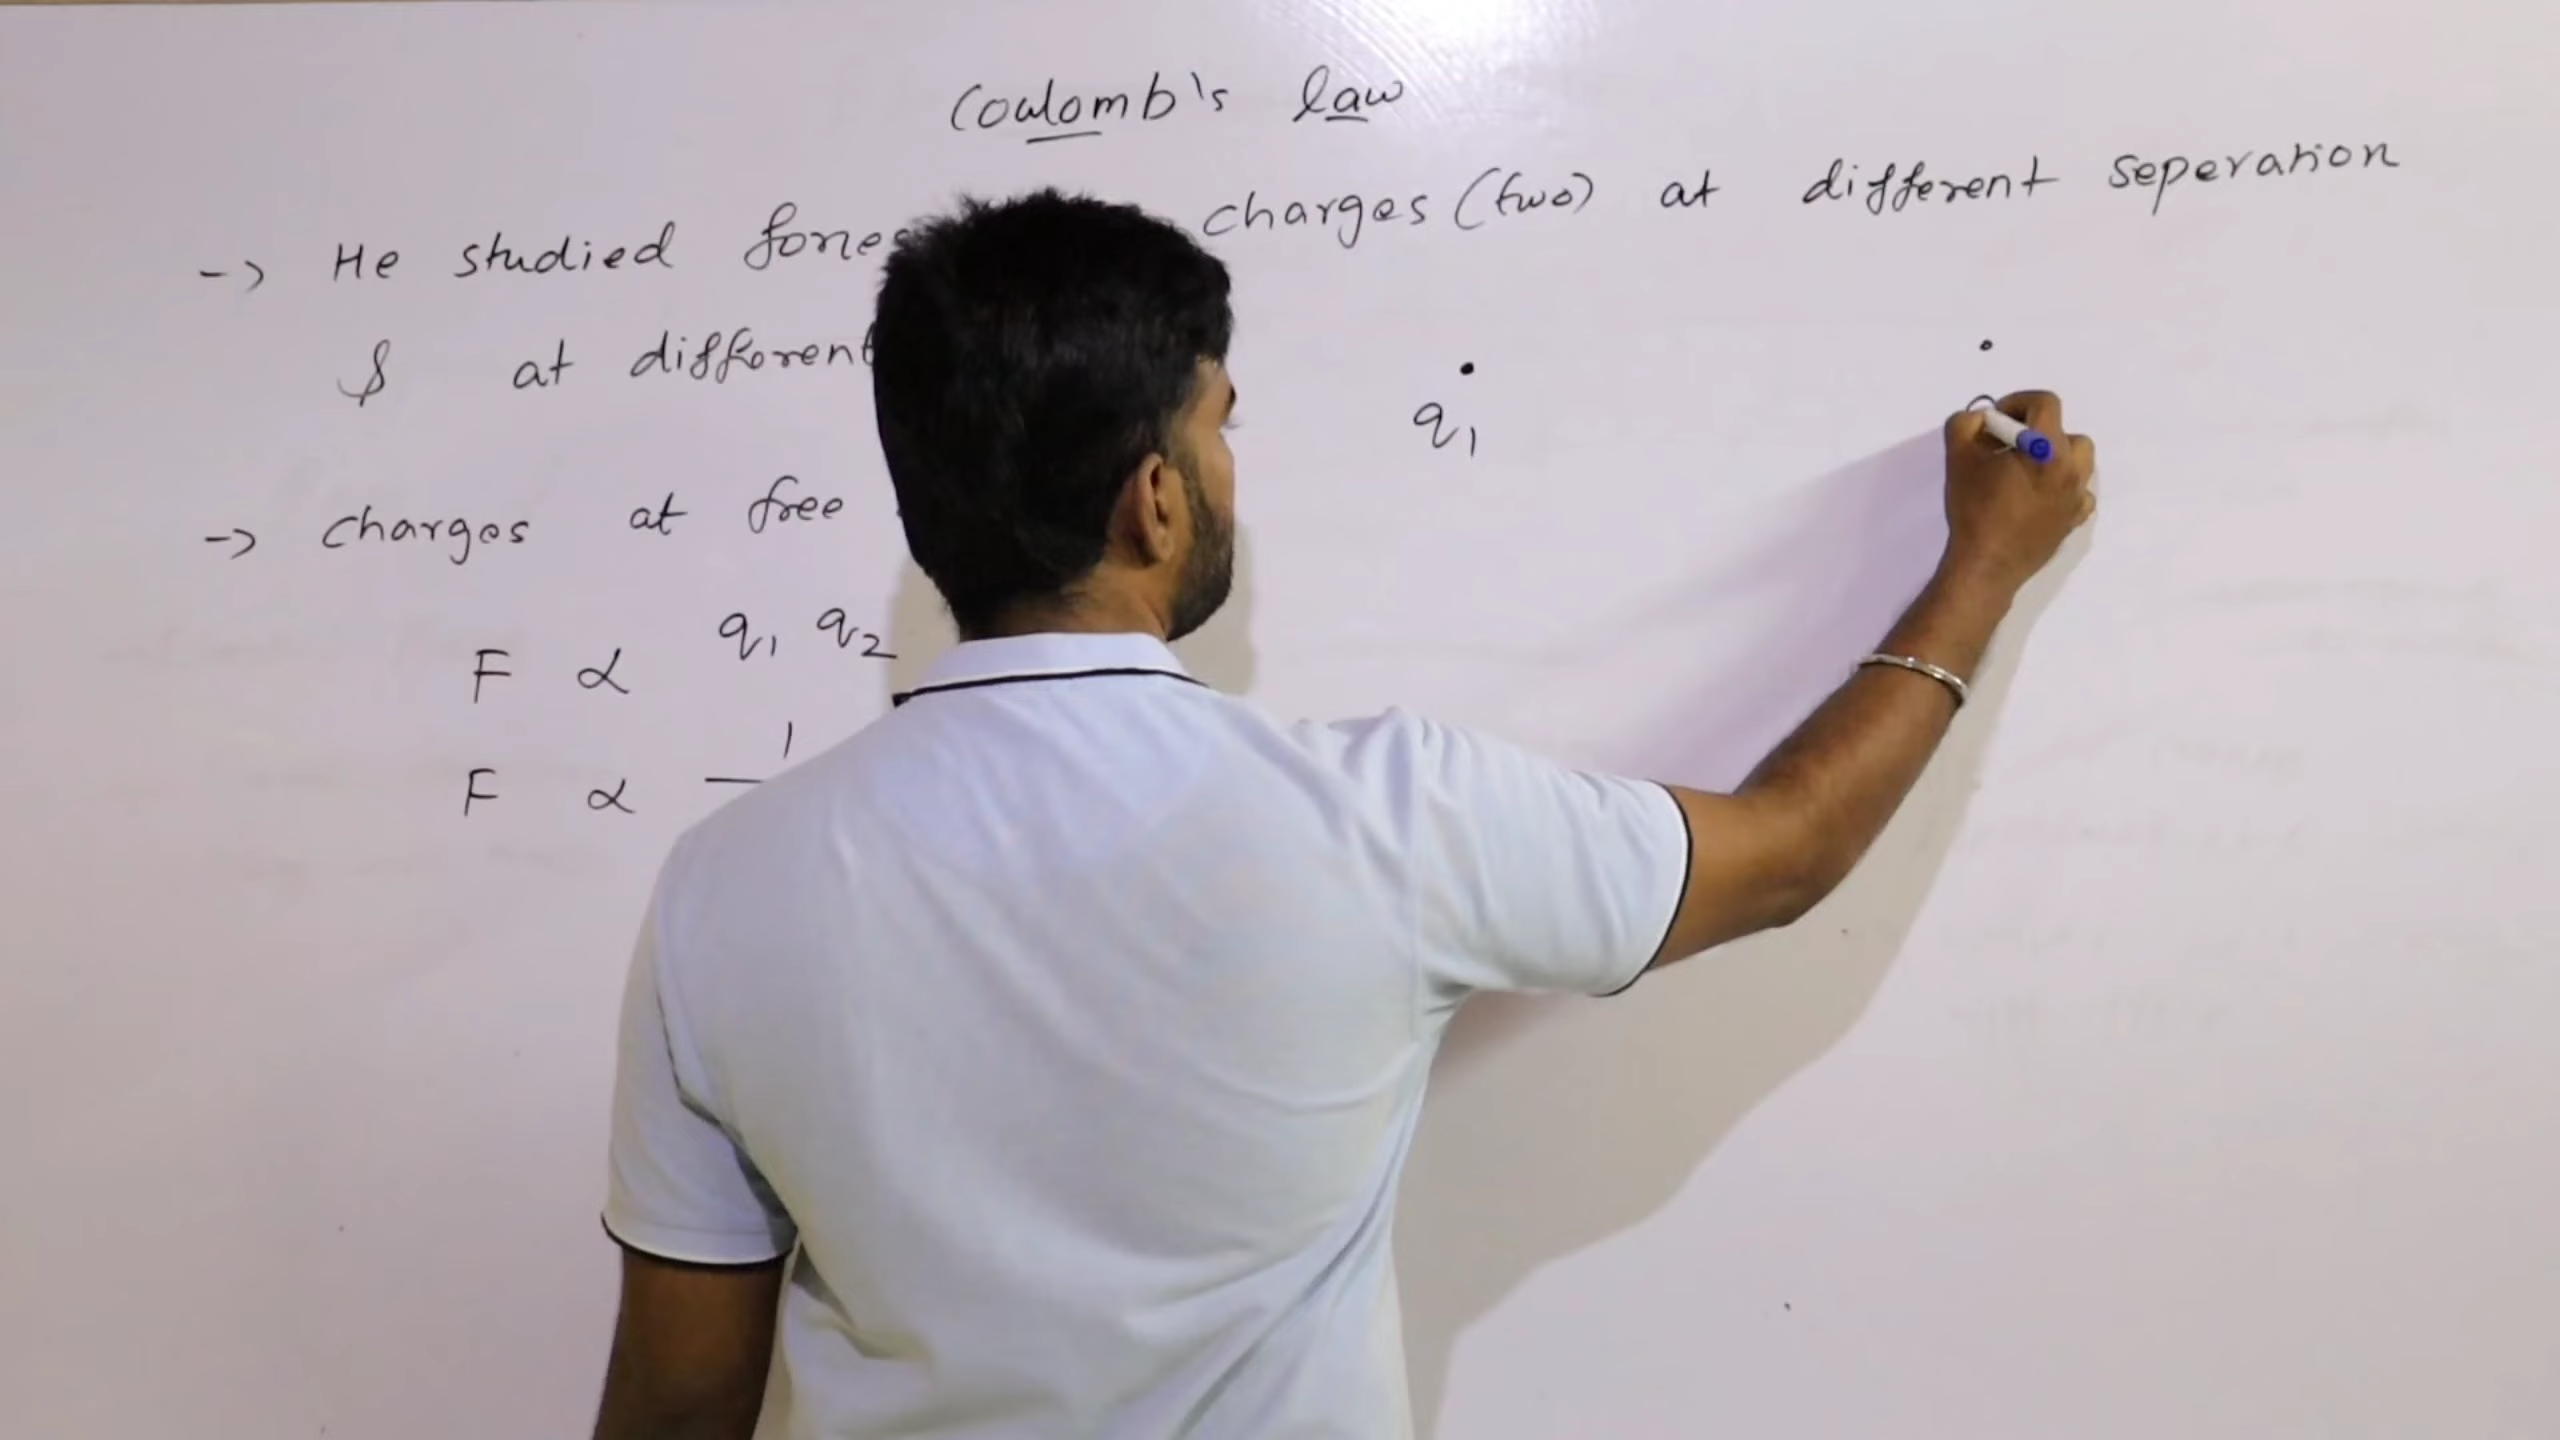 Coulomb's law
-> He studied forces charges (two) at different seperation
$ at different
q1
-> charges at free
F ∝ q1 q2
F ∝ 1